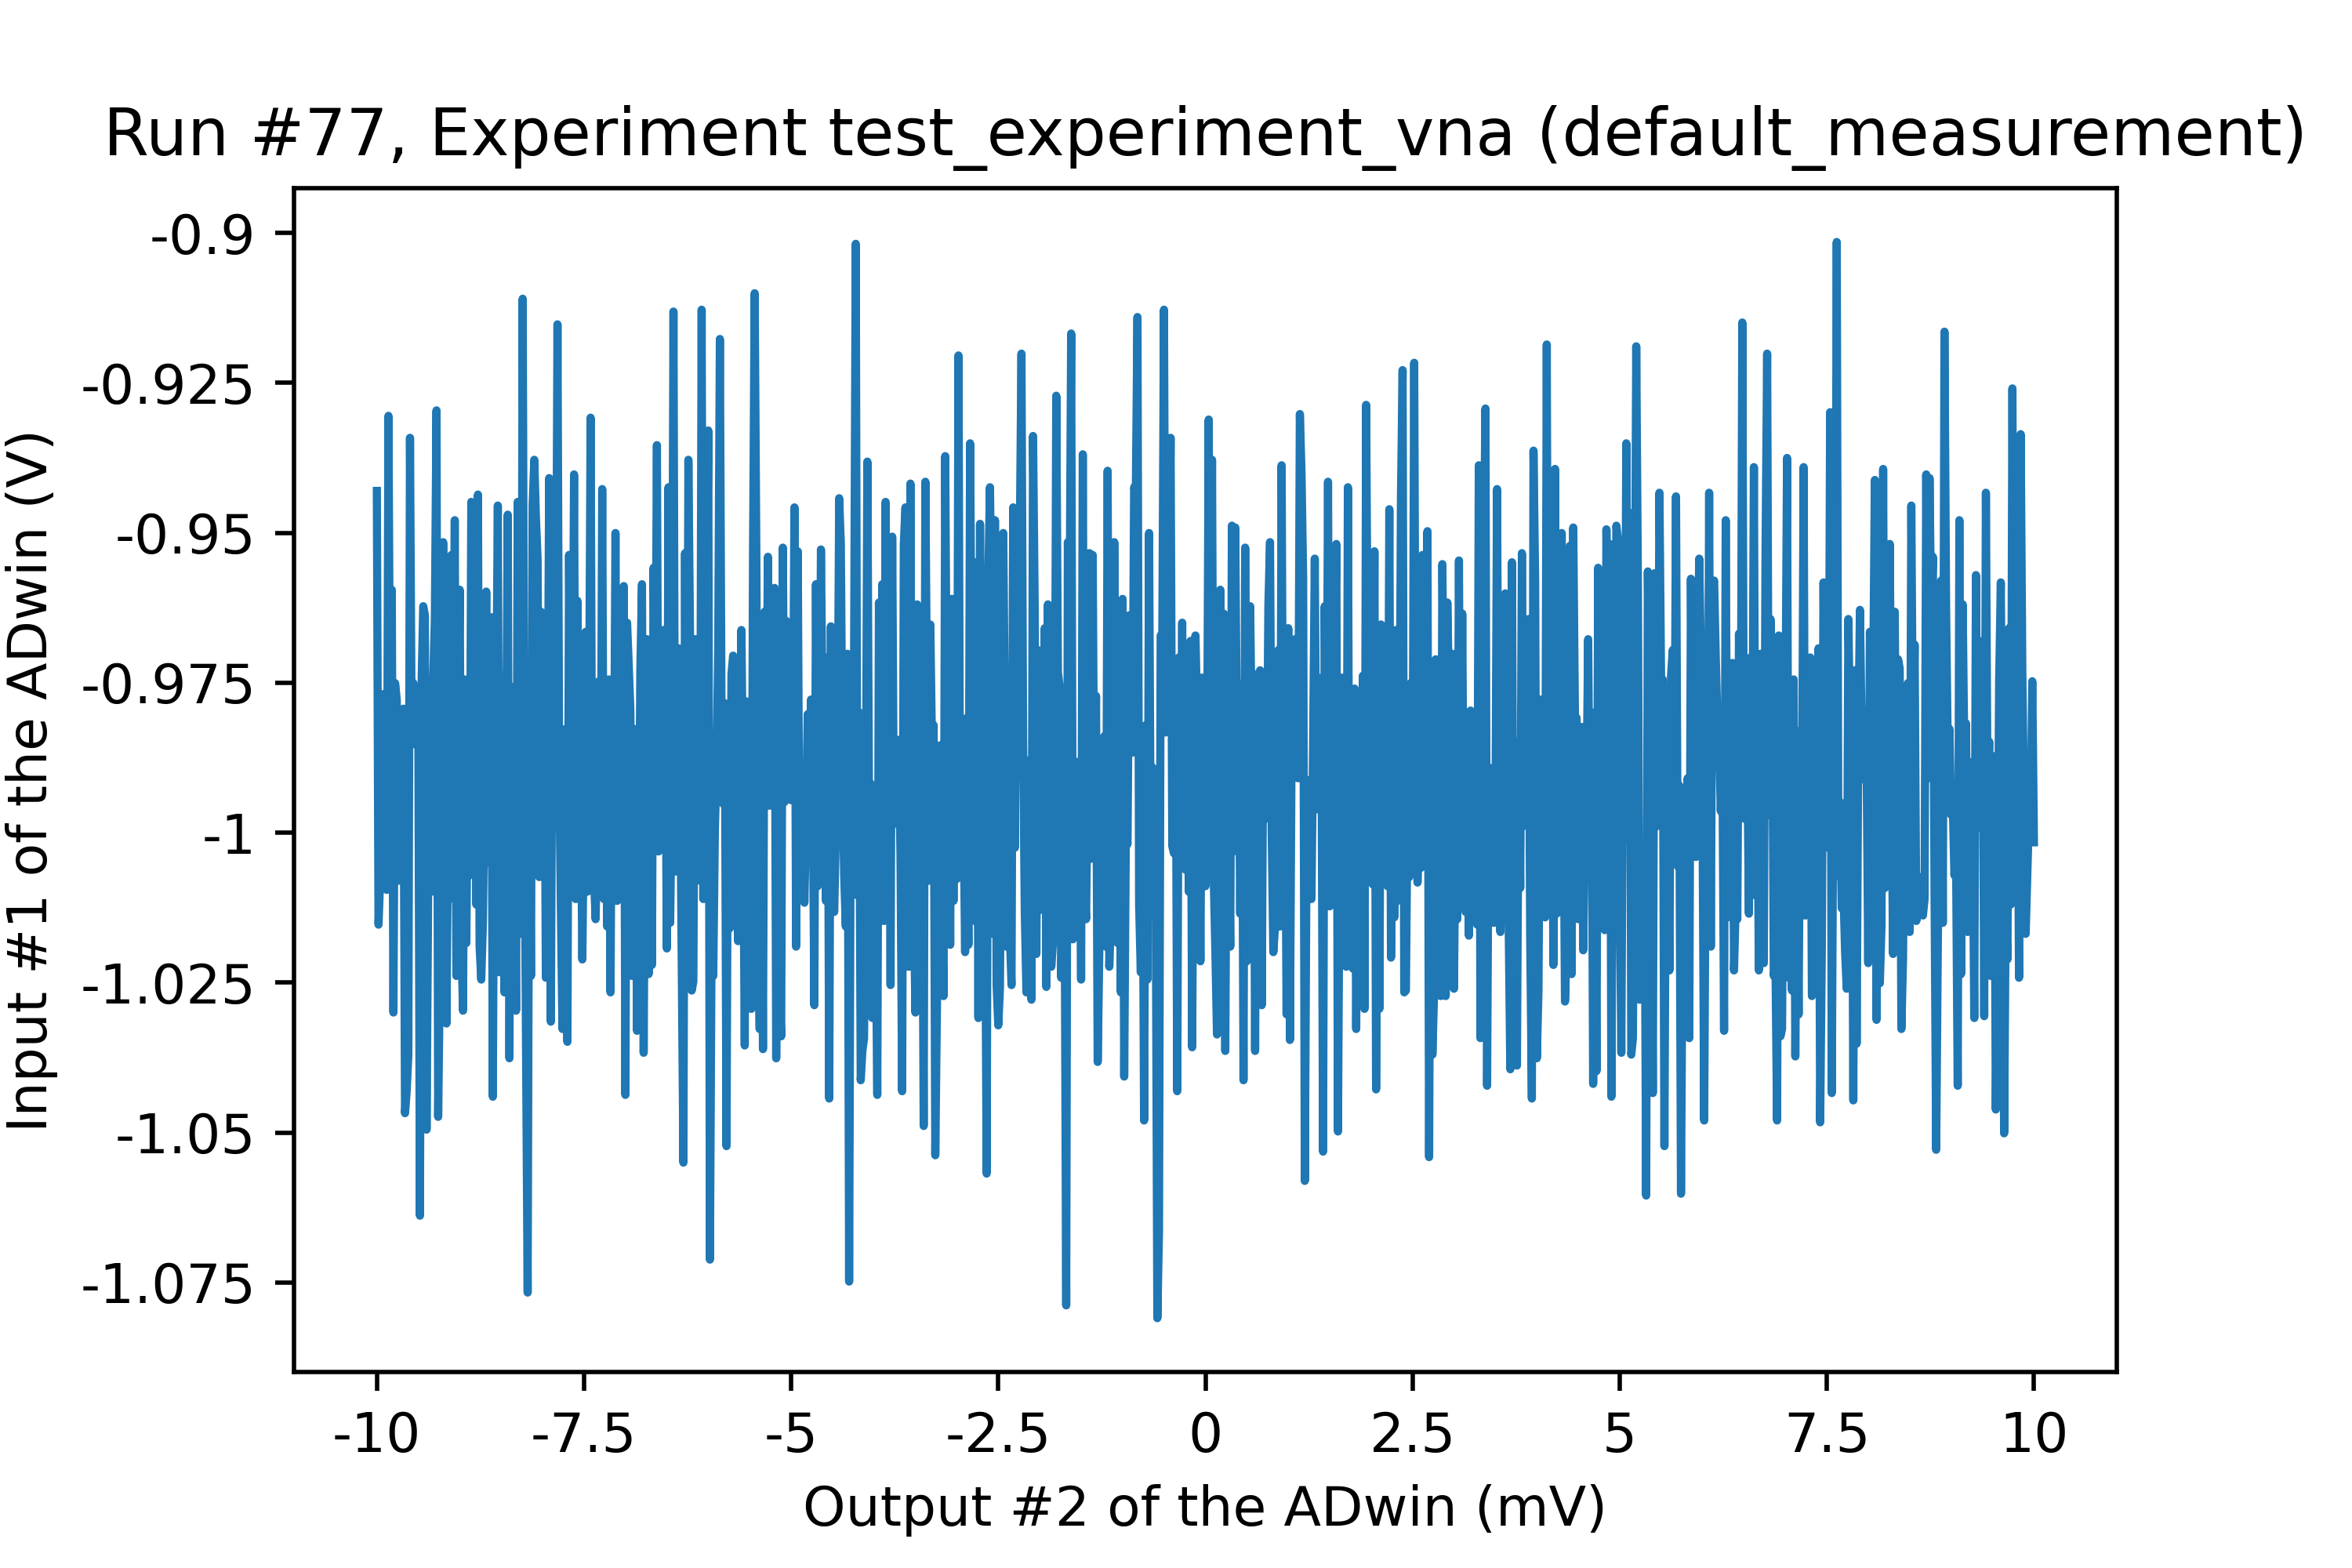 Run #77, Experiment test_experiment_vna (default_measurement)
Input #1 of the ADwin (V)
-0.9
-0.925
-0.95
-0.975
-1
-1.025
-1.05
-1.075
-10 -7.5 -5 -2.5 0 2.5 5 7.5 10
Output #2 of the ADwin (mV)